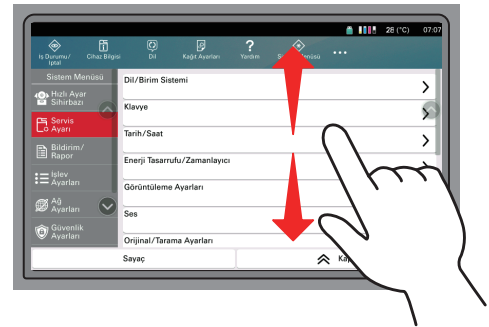 28 (°C) 07:07
İş Durumu/
İptal
Cihaz Bilgisi
Dil
Kağıt Ayarları
Yardım
Menüsü
Sistem Menüsü
Dil/Birim Sistemi
Hızlı Ayar
Sihirbazı
Klavye
Servis
Ayarı
Tarih/Saat
Bildirim/
Rapor
Enerji Tasarrufu/Zamanlayıcı
İşlev
Ayarları
Görüntüleme Ayarları
Ağ
Ayarları
Ses
Güvenlik
Ayarları
Orijinal/Tarama Ayarları
Sayaç